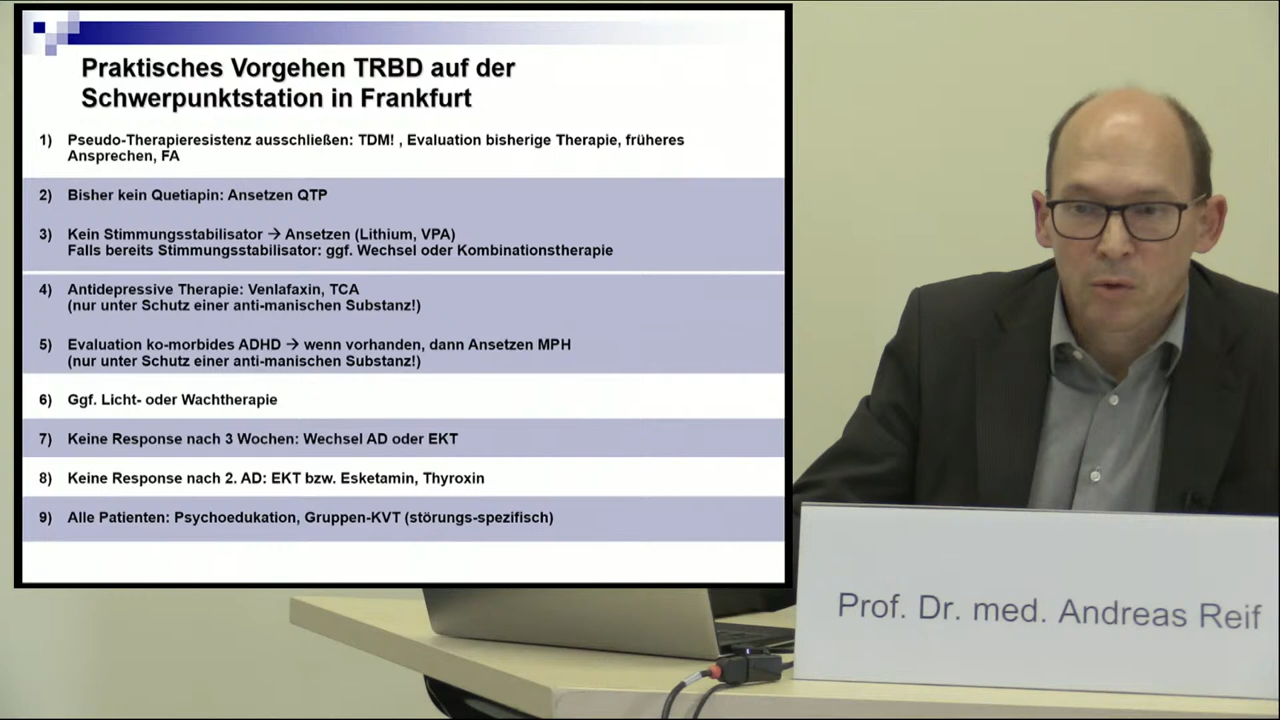 Praktisches Vorgehen TRBD auf der
Schwerpunktstation in Frankfurt
1) Pseudo-Therapieresistenz ausschließen: TDM! , Evaluation bisherige Therapie, früheres
Ansprechen, FA
2) Bisher kein Quetiapin: Ansetzen QTP
3) Kein Stimmungsstabilisator → Ansetzen (Lithium, VPA)
Falls bereits Stimmungsstabilisator: ggf. Wechsel oder Kombinationstherapie
4) Antidepressive Therapie: Venlafaxin, TCA
(nur unter Schutz einer anti-manischen Substanz!)
5) Evaluation ko-morbides ADHD → wenn vorhanden, dann Ansetzen MPH
(nur unter Schutz einer anti-manischen Substanz!)
6) Ggf. Licht- oder Wachtherapie
7) Keine Response nach 3 Wochen: Wechsel AD oder EKT
8) Keine Response nach 2. AD: EKT bzw. Esketamin, Thyroxin
9) Alle Patienten: Psychoedukation, Gruppen-KVT (störungs-spezifisch)
Prof. Dr. med. Andreas Reif